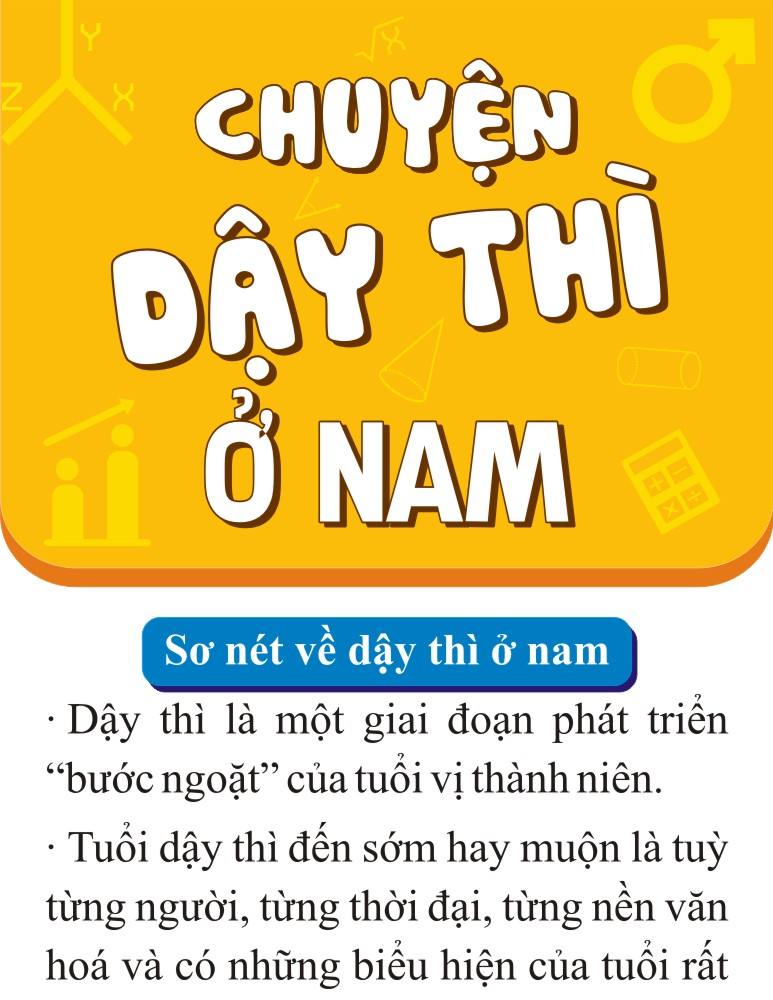 Y
Z
X
√x
CHUYỆN
DẬY THÌ
Ở NAM
Sơ nét về dậy thì ở nam
· Dậy thì là một giai đoạn phát triển
“bước ngoặt” của tuổi vị thành niên.
· Tuổi dậy thì đến sớm hay muộn là tuỳ
từng người, từng thời đại, từng nền văn
hoá và có những biểu hiện của tuổi rất